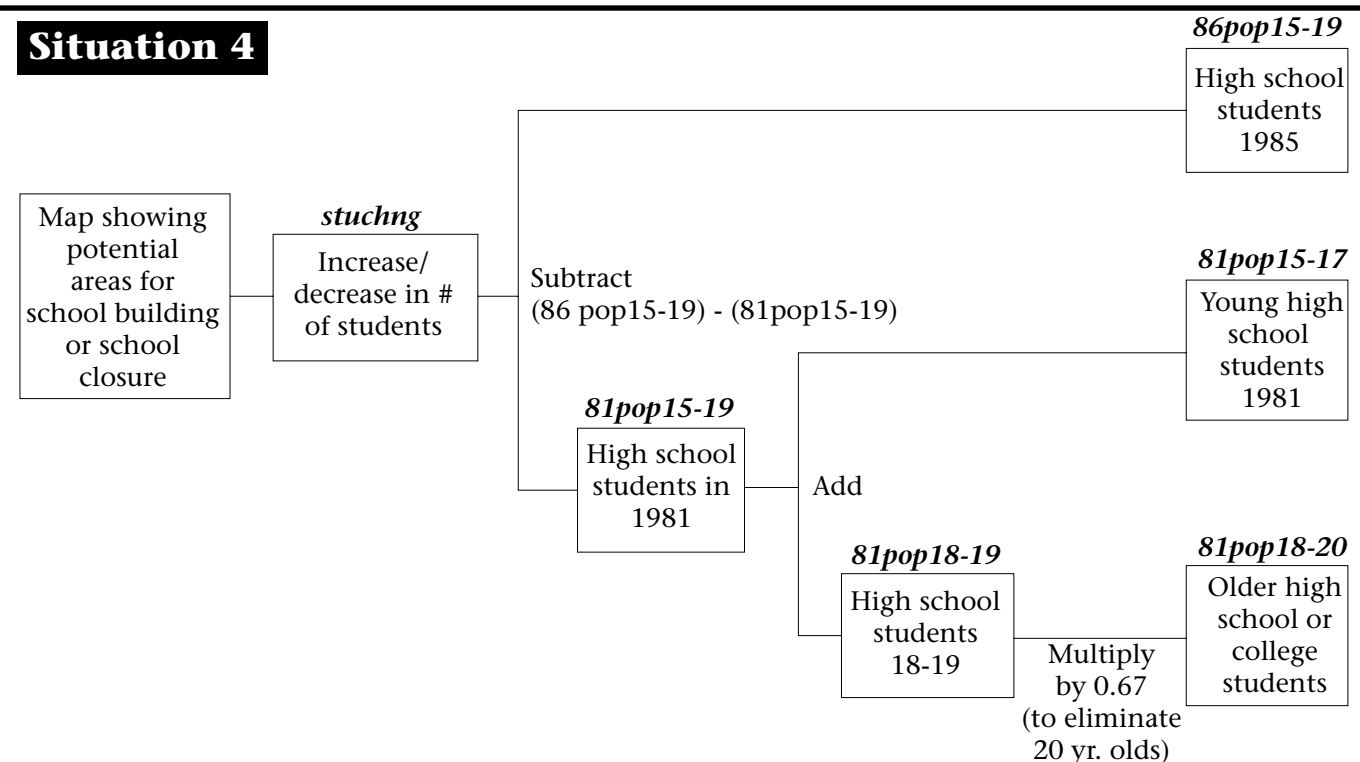 Situation 4
86pop15-19
High school
students
1985
Map showing
potential
areas for
school building
or school
closure
stuchng
Increase/
decrease in #
of students
Subtract
(86 pop15-19) - (81pop15-19)
81pop15-17
Young high
school
students
1981
81pop15-19
High school
students in
1981
Add
81pop18-19
High school
students
18-19
Multiply
by 0.67
(to eliminate
20 yr. olds)
81pop18-20
Older high
school or
college
students